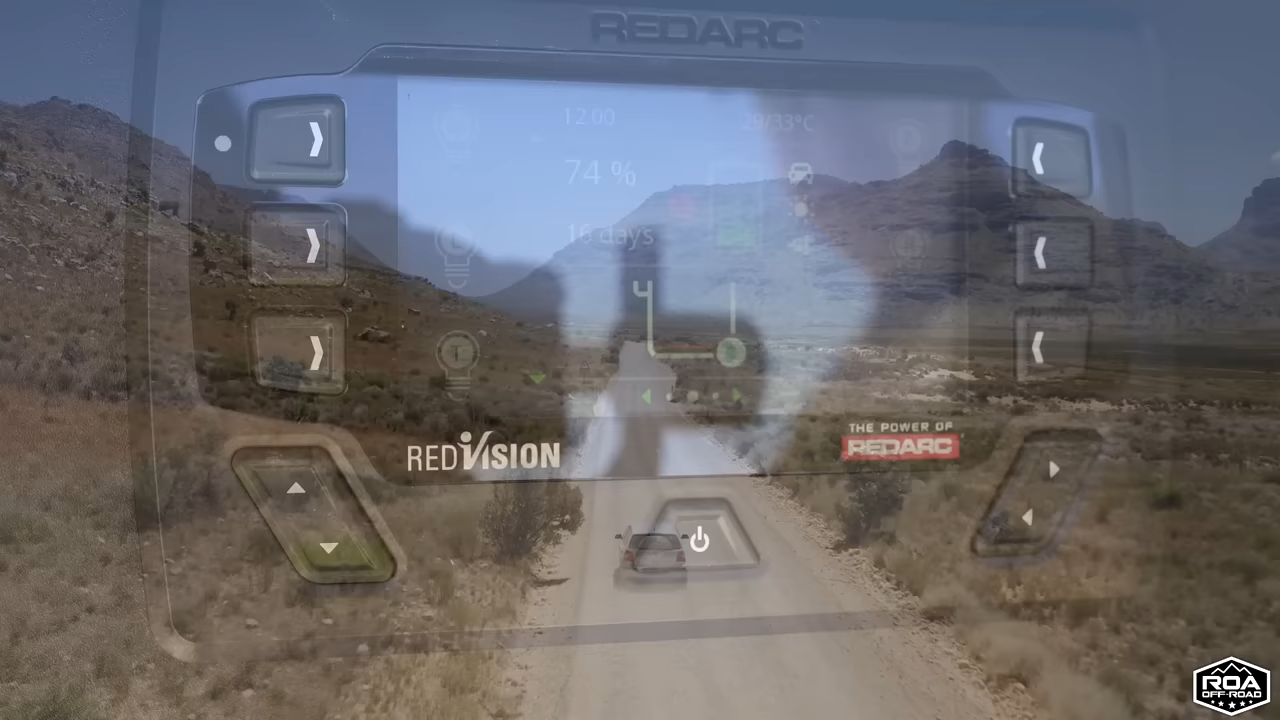 REDARC
12.00
29/33°C
74 %
16 days
T
REDVISION
THE POWER OF
REDARC
ROA
OFF-ROAD